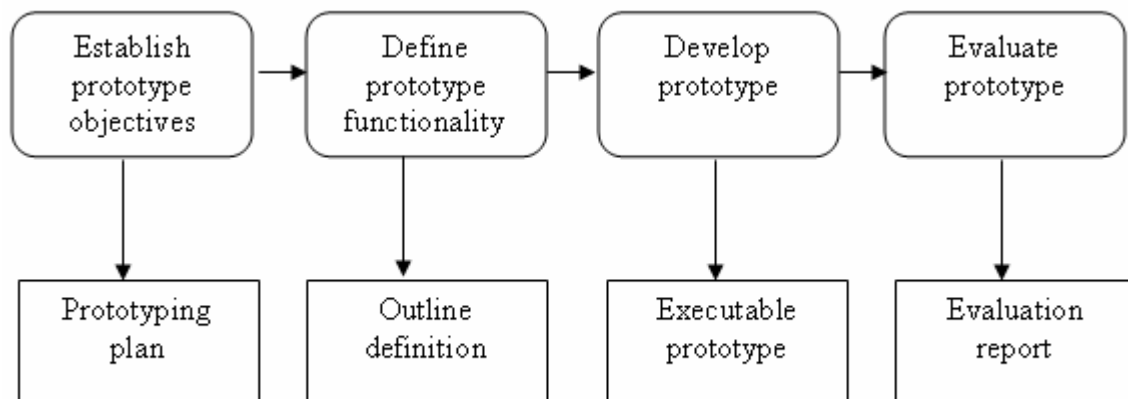 Establish
prototype
objectives
Define
prototype
functionality
Develop
prototype
Evaluate
prototype
Prototyping
plan
Outline
definition
Executable
prototype
Evaluation
report